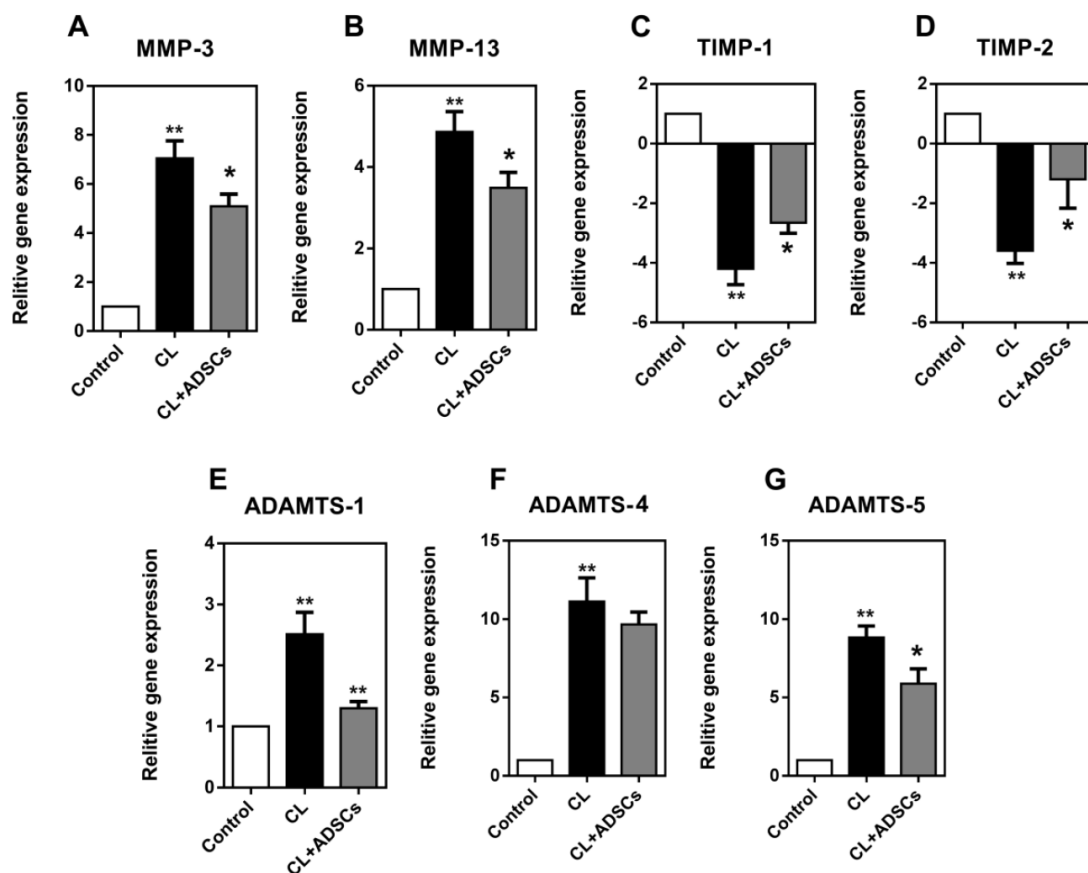 A
MMP-3
Relitive gene expression
10
8
6
4
2
0
**
*
Control
CL
CL+ADSCs
B
MMP-13
Relitive gene expression
6
4
2
0
**
*
Control
CL
CL+ADSCs
C
TIMP-1
Relitive gene expression
2
0
-2
-4
-6
**
*
Control
CL
CL+ADSCs
D
TIMP-2
Relitive gene expression
2
0
-2
-4
-6
**
*
Control
CL
CL+ADSCs
E
ADAMTS-1
Relitive gene expression
4
3
2
1
0
**
**
Control
CL
CL+ADSCs
F
ADAMTS-4
Relitive gene expression
15
10
5
0
**
Control
CL
CL+ADSCs
G
ADAMTS-5
Relitive gene expression
15
10
5
0
**
*
Control
CL
CL+ADSCs